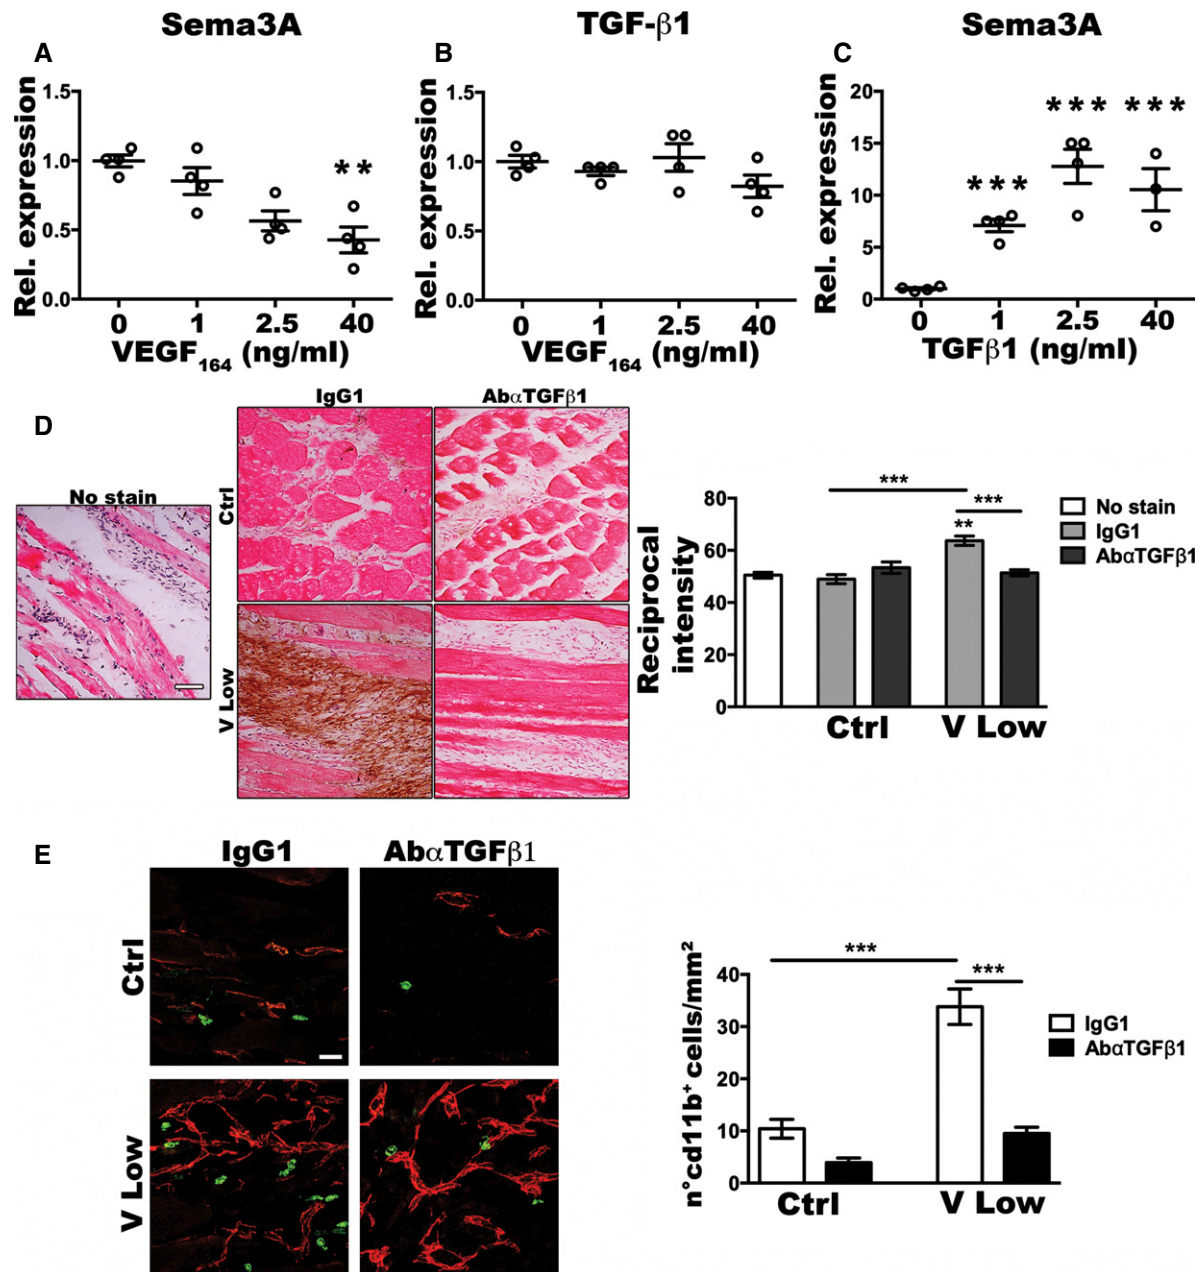 Sema3A
TGF-β1
Sema3A
A
B
C
Rel. expression
1.5
1.0
0.5
0.0
0 1 2.5 40
VEGF164 (ng/ml)
**
Rel. expression
1.5
1.0
0.5
0.0
0 1 2.5 40
VEGF164 (ng/ml)
Rel. expression
20
15
10
5
0
0 1 2.5 40
TGFβ1 (ng/ml)
***
***
***
D
No stain
IgG1
AbαTGFβ1
Ctrl
V Low
Reciprocal
intensity
80
60
40
20
0
***
***
**
Ctrl
V Low
No stain
IgG1
AbαTGFβ1
E
IgG1
AbαTGFβ1
Ctrl
V Low
n°cd11b+ cells/mm2
40
30
20
10
0
***
***
Ctrl
V Low
IgG1
AbαTGFβ1